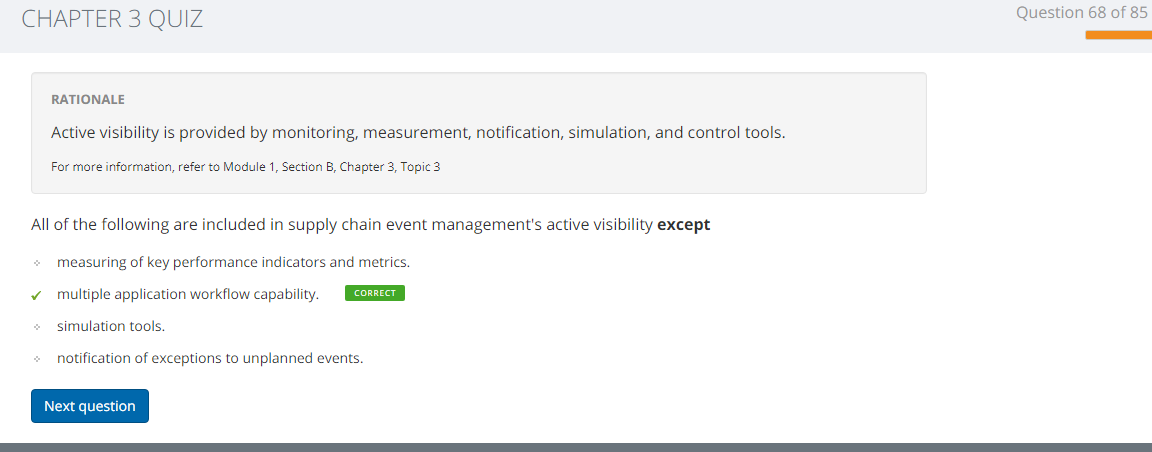 CHAPTER 3 QUIZ
Question 68 of 85
RATIONALE
Active visibility is provided by monitoring, measurement, notification, simulation, and control tools.
For more information, refer to Module 1, Section B, Chapter 3, Topic 3
All of the following are included in supply chain event management's active visibility except
measuring of key performance indicators and metrics.
multiple application workflow capability. CORRECT
simulation tools.
notification of exceptions to unplanned events.
Next question